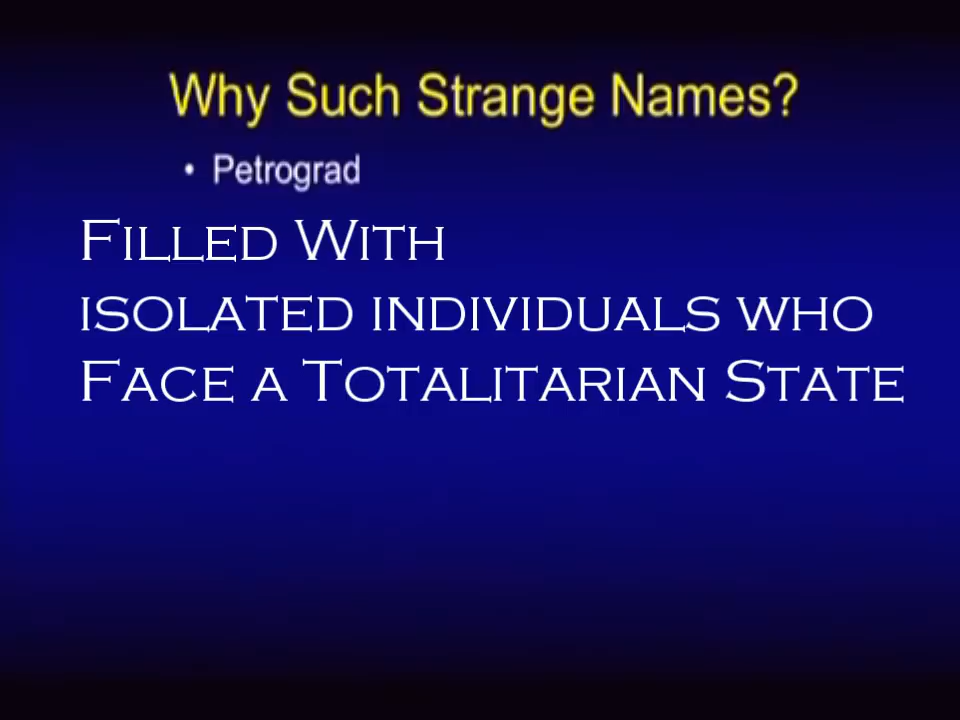 Why Such Strange Names?
• Petrograd
Filled With
isolated individuals who
Face a Totalitarian State